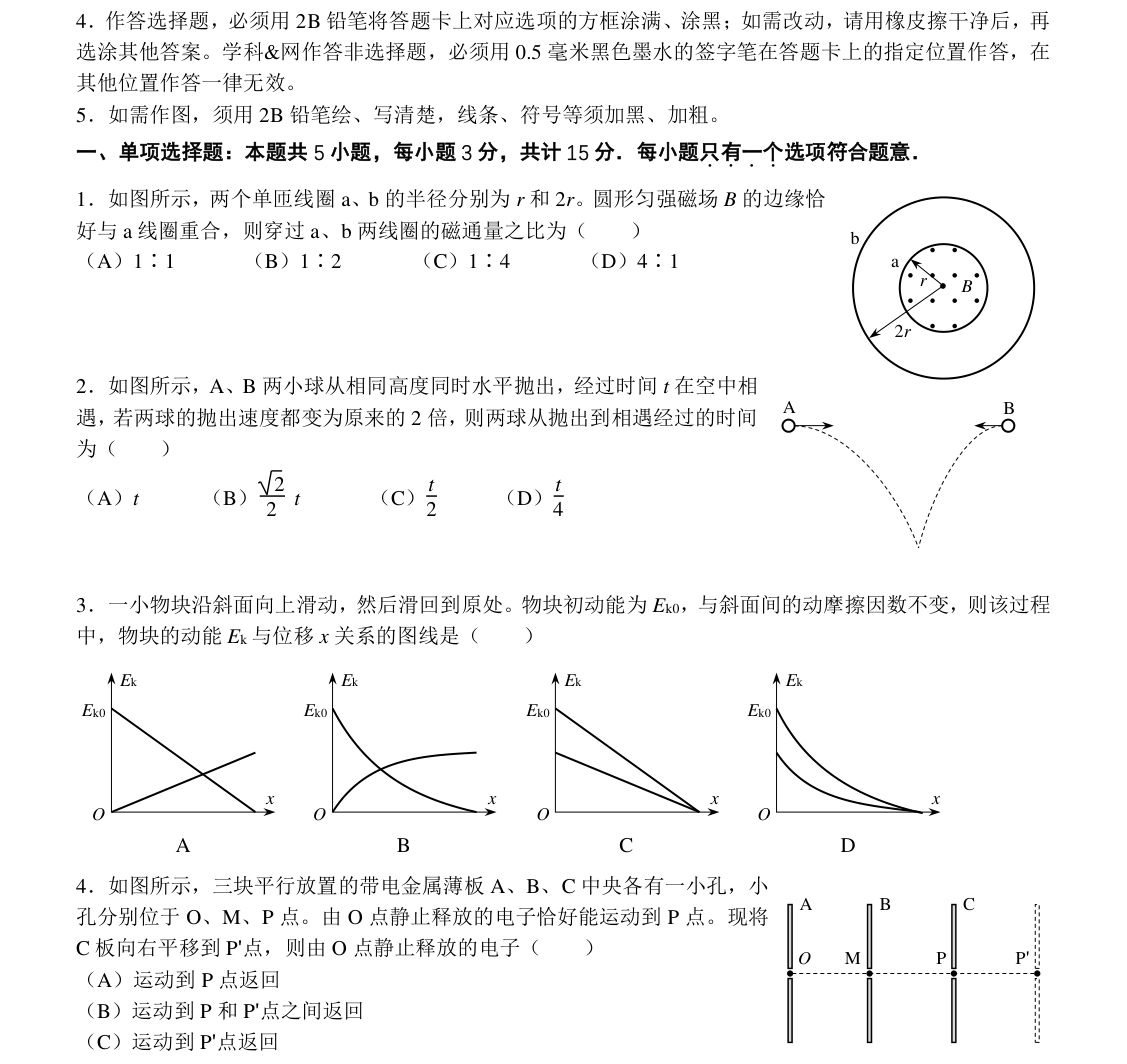 4．作答选择题，必须用 2B 铅笔将答题卡上对应选项的方框涂满、涂黑；如需改动，请用橡皮擦干净后，再
选涂其他答案。学科&网作答非选择题，必须用 0.5 毫米黑色墨水的签字笔在答题卡上的指定位置作答，在
其他位置作答一律无效。
5．如需作图，须用 2B 铅笔绘、写清楚，线条、符号等须加黑、加粗。
一、单项选择题：本题共 5 小题，每小题 3 分，共计 15 分．每小题只有一个选项符合题意．
1．如图所示，两个单匝线圈 a、b 的半径分别为 r 和 2r。圆形匀强磁场 B 的边缘恰
好与 a 线圈重合，则穿过 a、b 两线圈的磁通量之比为（　　）
（A）1∶1　（B）1∶2　（C）1∶4　（D）4∶1
b
a
r
B
2r
2．如图所示，A、B 两小球从相同高度同时水平抛出，经过时间 t 在空中相
遇，若两球的抛出速度都变为原来的 2 倍，则两球从抛出到相遇经过的时间
为（　　）
（A）t　（B）√2/2 t　（C）t/2　（D）t/4
A　B
3．一小物块沿斜面向上滑动，然后滑回到原处。物块初动能为 Ek0，与斜面间的动摩擦因数不变，则该过程
中，物块的动能 Ek 与位移 x 关系的图线是（　　）
Ek　Ek　Ek　Ek
Ek0　Ek0　Ek0　Ek0
x　x　x　x
O　O　O　O
A　B　C　D
4．如图所示，三块平行放置的带电金属薄板 A、B、C 中央各有一小孔，小
孔分别位于 O、M、P 点。由 O 点静止释放的电子恰好能运动到 P 点。现将
C 板向右平移到 P'点，则由 O 点静止释放的电子（　　）
（A）运动到 P 点返回
（B）运动到 P 和 P'点之间返回
（C）运动到 P'点返回
A　B　C
O　M　P　P'